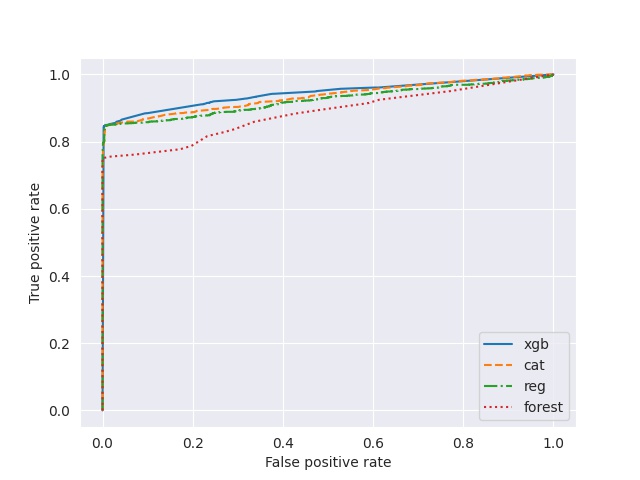 1.0
0.8
0.6
0.4
0.2
0.0
True positive rate
0.0 0.2 0.4 0.6 0.8 1.0
False positive rate
xgb
cat
reg
forest